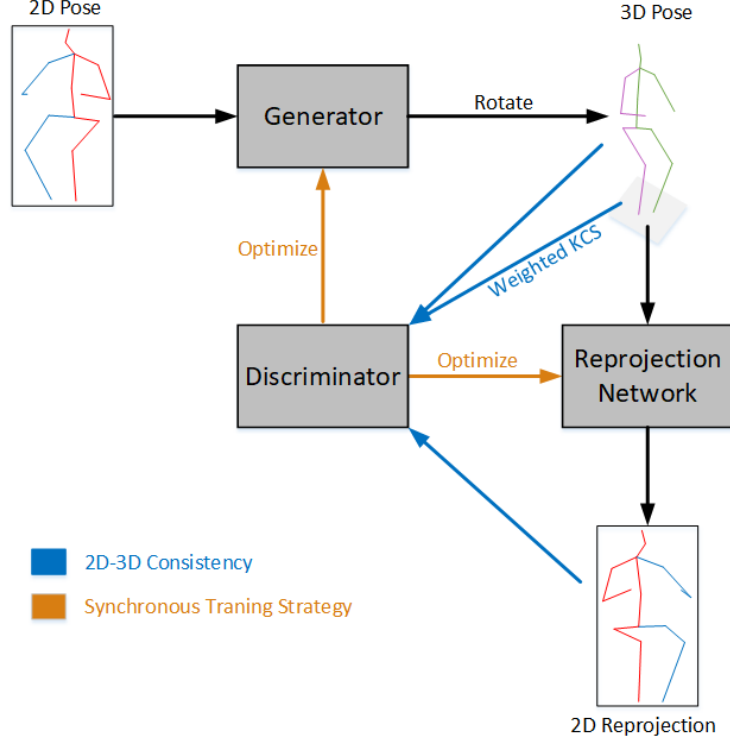 2D Pose
3D Pose
Generator
Rotate
Optimize
Weighted KCS
Discriminator
Optimize
Reprojection
Network
2D-3D Consistency
Synchronous Traning Strategy
2D Reprojection